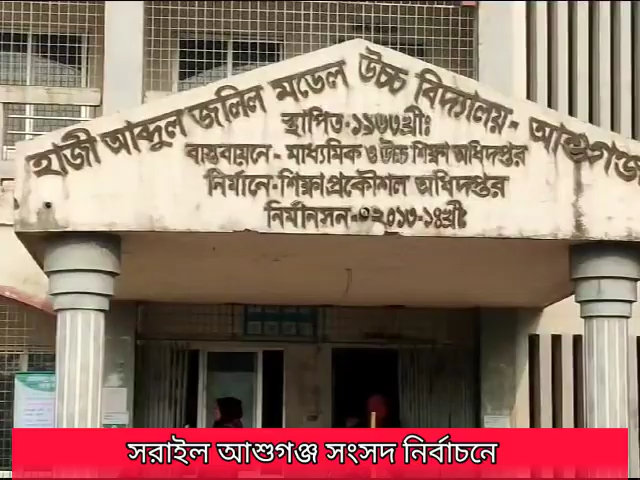 হাজী আব্দুল জলিল মডেল উচ্চ বিদ্যালয়-আশুগঞ্জ
স্থাপিত-১৯৬৬খ্রীঃ
বাস্তবায়নে - মাধ্যমিক ও উচ্চ শিক্ষা অধিদপ্তর
নির্মানে-শিক্ষা প্রকৌশল অধিদপ্তর
নির্মানসন-২০১৩-১৪খ্রী
সরাইল আশুগঞ্জ সংসদ নির্বাচনে